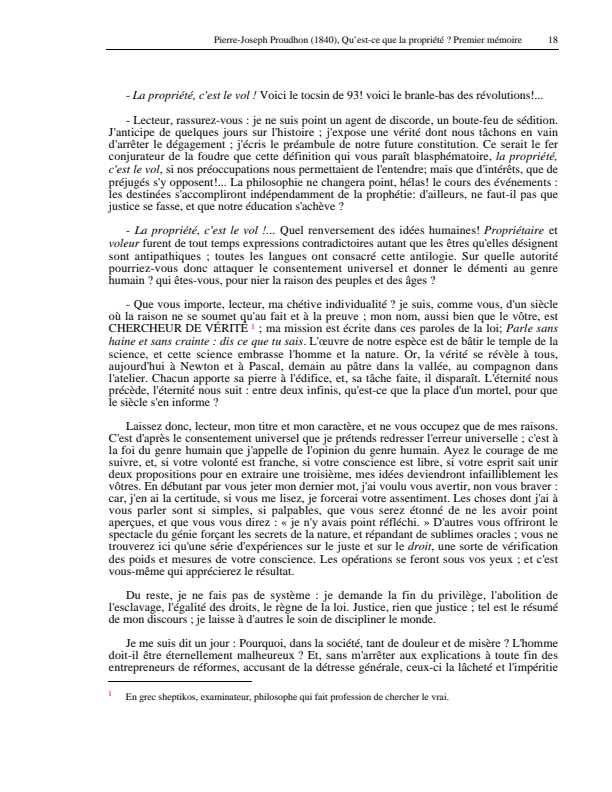 Pierre-Joseph Proudhon (1840), Qu'est-ce que la propriété ? Premier mémoire 18
- La propriété, c'est le vol ! Voici le tocsin de 93! voici le branle-bas des révolutions!...
- Lecteur, rassurez-vous : je ne suis point un agent de discorde, un boute-feu de sédition.
J'anticipe de quelques jours sur l'histoire ; j'expose une vérité dont nous tâchons en vain
d'arrêter le dégagement ; j'écris le préambule de notre future constitution. Ce serait le fer
conjurateur de la foudre que cette définition qui vous paraît blasphématoire, la propriété,
c'est le vol, si nos préoccupations nous permettaient de l'entendre; mais que d'intérêts, que de
préjugés s'y opposent!... La philosophie ne changera point, hélas! le cours des événements :
les destinées s'accompliront indépendamment de la prophétie: d'ailleurs, ne faut-il pas que
justice se fasse, et que notre éducation s'achève ?
- La propriété, c'est le vol !... Quel renversement des idées humaines! Propriétaire et
voleur furent de tout temps expressions contradictoires autant que les êtres qu'elles désignent
sont antipathiques ; toutes les langues ont consacré cette antilogie. Sur quelle autorité
pourriez-vous donc attaquer le consentement universel et donner le démenti au genre
humain ? qui êtes-vous, pour nier la raison des peuples et des âges ?
- Que vous importe, lecteur, ma chétive individualité ? je suis, comme vous, d'un siècle
où la raison ne se soumet qu'au fait et à la preuve ; mon nom, aussi bien que le vôtre, est
CHERCHEUR DE VÉRITÉ 1 ; ma mission est écrite dans ces paroles de la loi; Parle sans
haine et sans crainte : dis ce que tu sais. L'œuvre de notre espèce est de bâtir le temple de la
science, et cette science embrasse l'homme et la nature. Or, la vérité se révèle à tous,
aujourd'hui à Newton et à Pascal, demain au pâtre dans la vallée, au compagnon dans
l'atelier. Chacun apporte sa pierre à l'édifice, et, sa tâche faite, il disparaît. L'éternité nous
précède, l'éternité nous suit : entre deux infinis, qu'est-ce que la place d'un mortel, pour que
le siècle s'en informe ?
Laissez donc, lecteur, mon titre et mon caractère, et ne vous occupez que de mes raisons.
C'est d'après le consentement universel que je prétends redresser l'erreur universelle ; c'est à
la foi du genre humain que j'appelle de l'opinion du genre humain. Ayez le courage de me
suivre, et, si votre volonté est franche, si votre conscience est libre, si votre esprit sait unir
deux propositions pour en extraire une troisième, mes idées deviendront infailliblement les
vôtres. En débutant par vous jeter mon dernier mot, j'ai voulu vous avertir, non vous braver :
car, j'en ai la certitude, si vous me lisez, je forcerai votre assentiment. Les choses dont j'ai à
vous parler sont si simples, si palpables, que vous serez étonné de ne les avoir point
aperçues, et que vous vous direz : « je n'y avais point réfléchi. » D'autres vous offriront le
spectacle du génie forçant les secrets de la nature, et répandant de sublimes oracles ; vous ne
trouverez ici qu'une série d'expériences sur le juste et sur le droit, une sorte de vérification
des poids et mesures de votre conscience. Les opérations se feront sous vos yeux ; et c'est
vous-même qui apprécierez le résultat.
Du reste, je ne fais pas de système : je demande la fin du privilège, l'abolition de
l'esclavage, l'égalité des droits, le règne de la loi. Justice, rien que justice ; tel est le résumé
de mon discours ; je laisse à d'autres le soin de discipliner le monde.
Je me suis dit un jour : Pourquoi, dans la société, tant de douleur et de misère ? L'homme
doit-il être éternellement malheureux ? Et, sans m'arrêter aux explications à toute fin des
entrepreneurs de réformes, accusant de la détresse générale, ceux-ci la lâcheté et l'impéritie
1 En grec sheptikos, examinateur, philosophe qui fait profession de chercher le vrai.